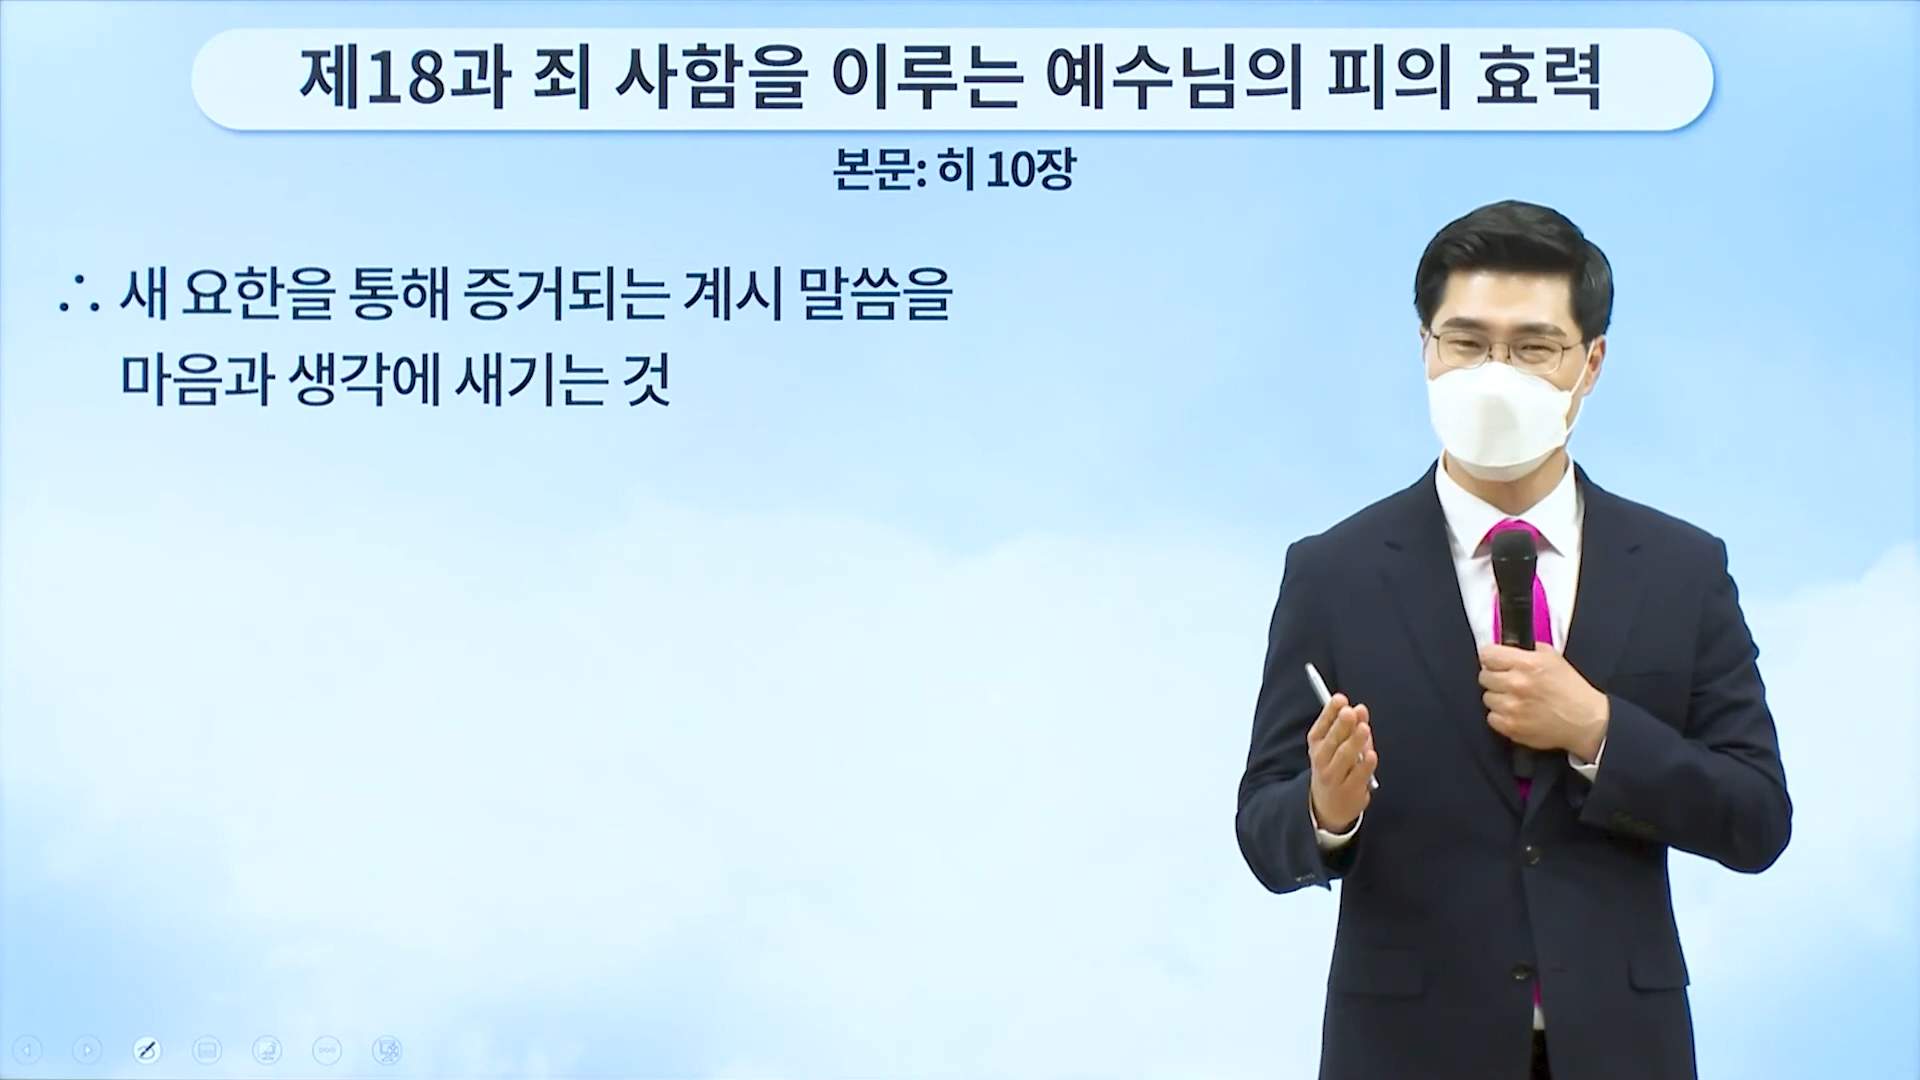 제18과 죄 사함을 이루는 예수님의 피의 효력
본문: 히 10장
∴ 새 요한을 통해 증거되는 계시 말씀을
마음과 생각에 새기는 것